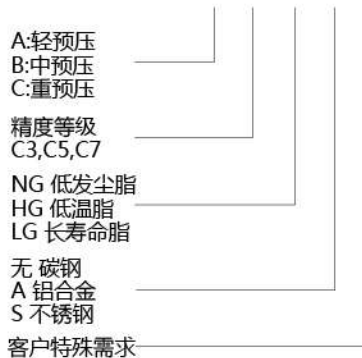 A:轻预压
B:中预压
C:重预压
精度等级
C3,C5,C7
NG 低发尘脂
HG 低温脂
LG 长寿命脂
无 碳钢
A 铝合金
S 不锈钢
客户特殊需求